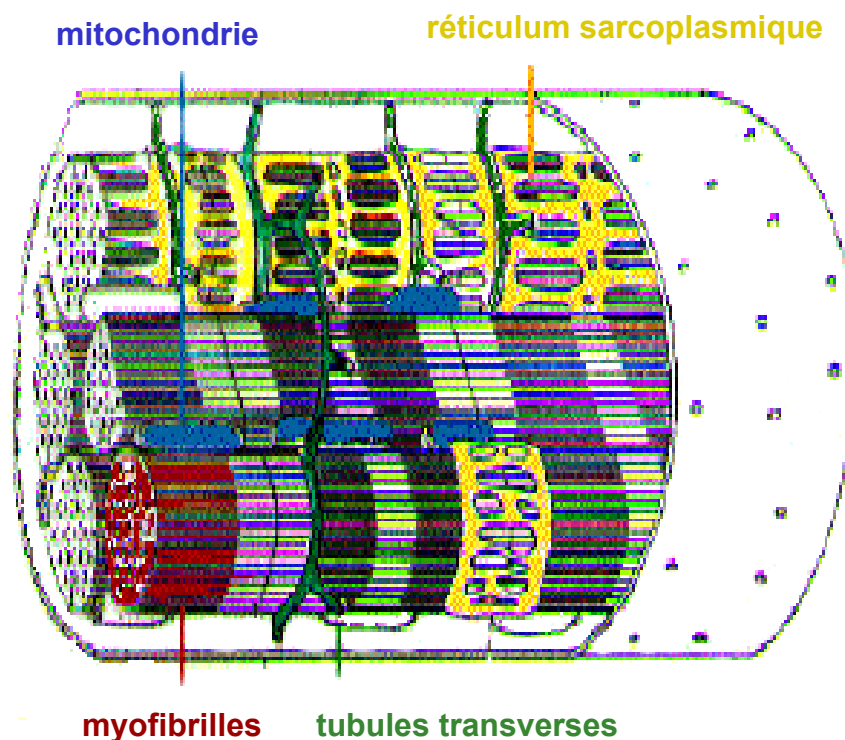 mitochondrie
réticulum sarcoplasmique
myofibrilles
tubules transverses